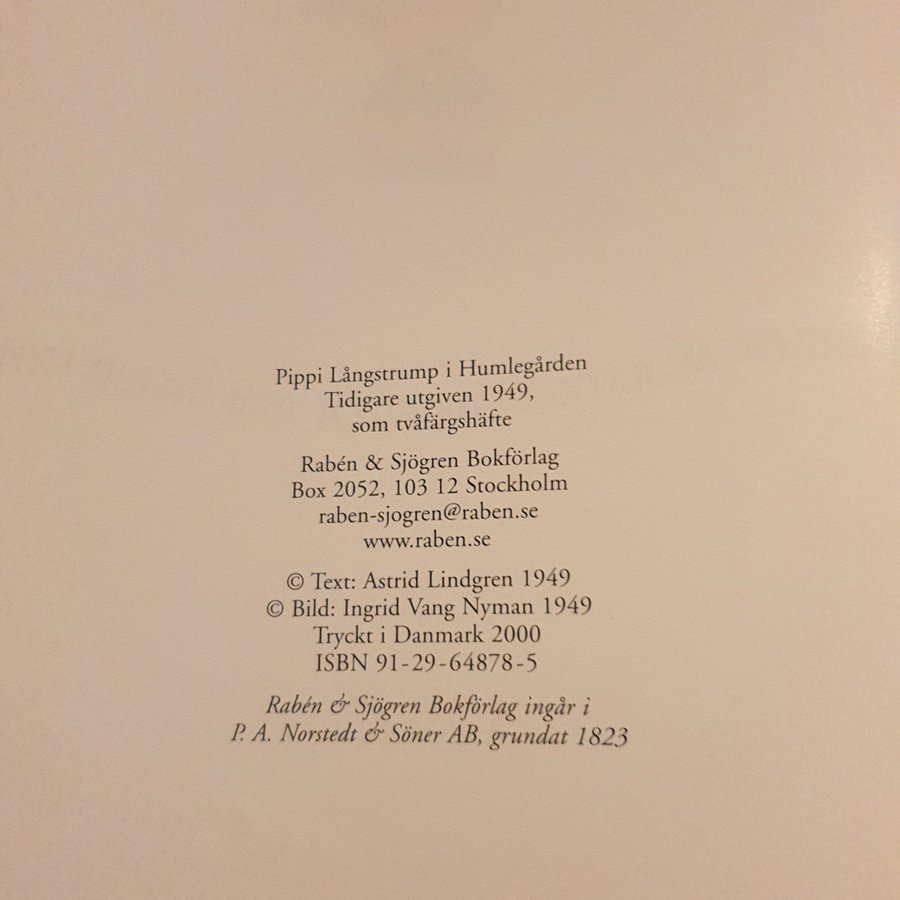 Pippi Långstrump i Humlegården
Tidigare utgiven 1949,
som tvåfärgshäfte
Rabén & Sjögren Bokförlag
Box 2052, 103 12 Stockholm
raben-sjogren@raben.se
www.raben.se
© Text: Astrid Lindgren 1949
© Bild: Ingrid Vang Nyman 1949
Tryckt i Danmark 2000
ISBN 91-29-64878-5
Rabén & Sjögren Bokförlag ingår i
P. A. Norstedt & Söner AB, grundat 1823